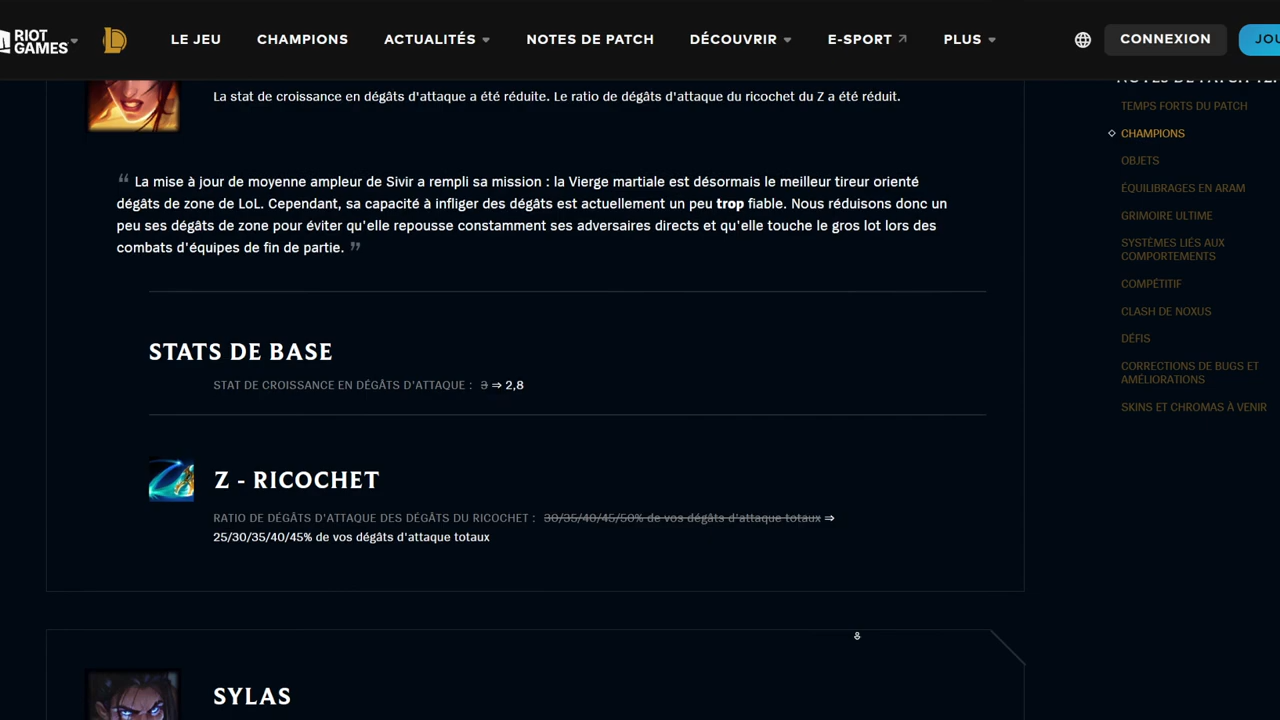 RIOT
GAMES
LE JEU
CHAMPIONS
ACTUALITÉS
NOTES DE PATCH
DÉCOUVRIR
E-SPORT
PLUS
CONNEXION
La stat de croissance en dégâts d'attaque a été réduite. Le ratio de dégâts d'attaque du ricochet du Z a été réduit.
“ La mise à jour de moyenne ampleur de Sivir a rempli sa mission : la Vierge martiale est désormais le meilleur tireur orienté
dégâts de zone de LoL. Cependant, sa capacité à infliger des dégâts est actuellement un peu trop fiable. Nous réduisons donc un
peu ses dégâts de zone pour éviter qu'elle repousse constamment ses adversaires directs et qu'elle touche le gros lot lors des
combats d'équipes de fin de partie. ”
STATS DE BASE
STAT DE CROISSANCE EN DÉGÂTS D'ATTAQUE : 3 ⇒ 2,8
Z - RICOCHET
RATIO DE DÉGÂTS D'ATTAQUE DES DÉGÂTS DU RICOCHET : 30/35/40/45/50% de vos dégâts d'attaque totaux ⇒
25/30/35/40/45% de vos dégâts d'attaque totaux
SYLAS
NOTES DE PATCH
TEMPS FORTS DU PATCH
CHAMPIONS
OBJETS
ÉQUILIBRAGES EN ARAM
GRIMOIRE ULTIME
SYSTÈMES LIÉS AUX
COMPORTEMENTS
COMPÉTITIF
CLASH DE NOXUS
DÉFIS
CORRECTIONS DE BUGS ET
AMÉLIORATIONS
SKINS ET CHROMAS À VENIR